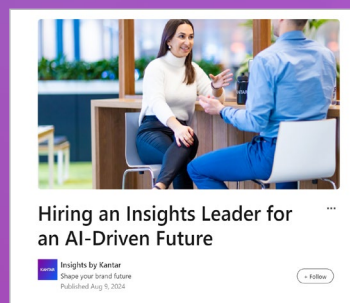 Hiring an Insights Leader for
an AI-Driven Future
KANTAR
Insights by Kantar
Shape your brand future
Published Aug 9, 2024
+ Follow